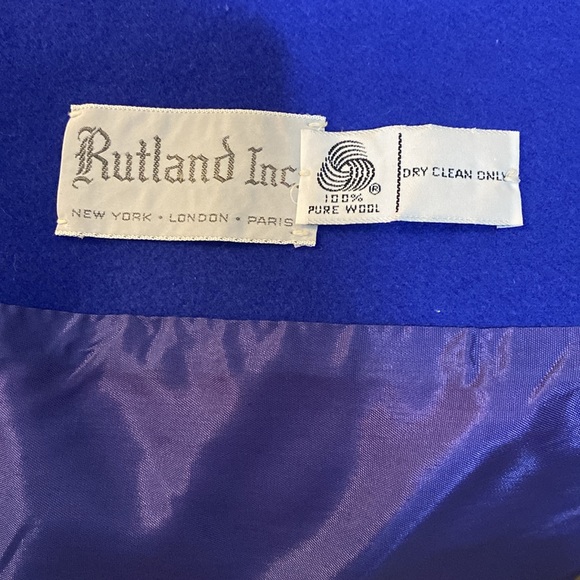 Rutland Inc.
NEW YORK • LONDON • PARIS
®
100%
PURE WOOL
DRY CLEAN ONLY